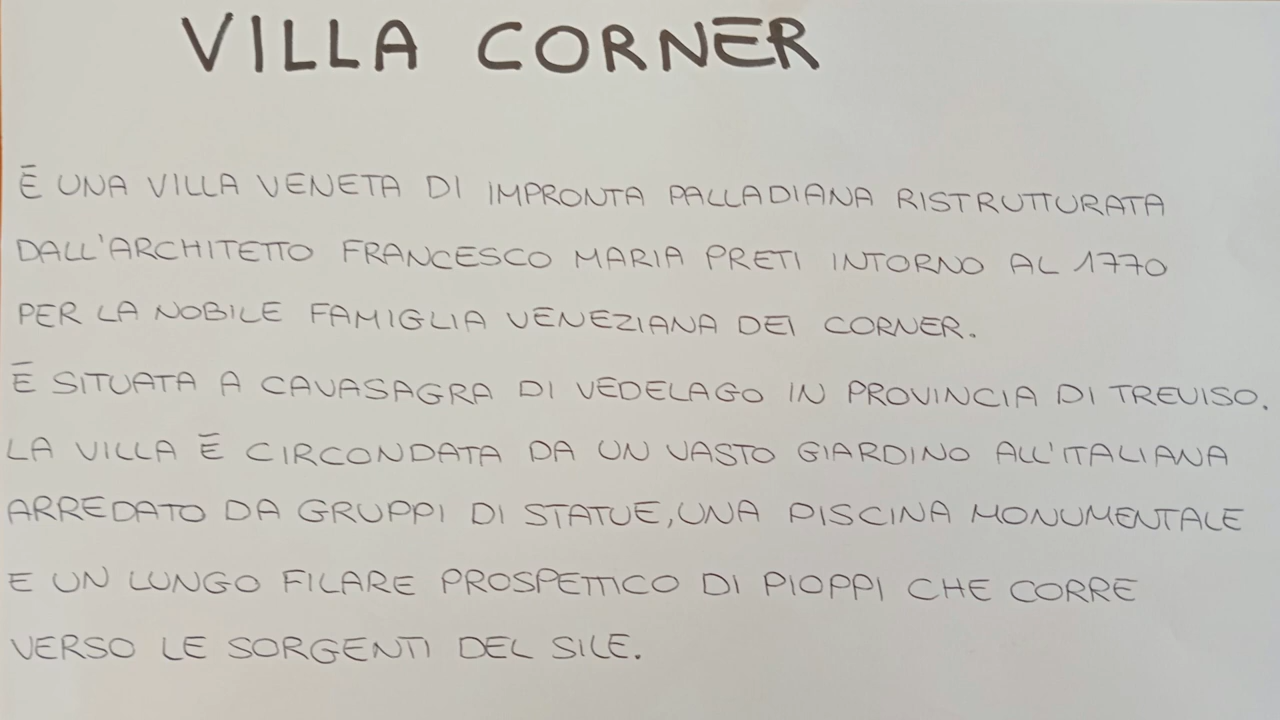 VILLA CORNER
È UNA VILLA VENETA DI IMPRONTA PALLADIANA RISTRUTTURATA
DALL'ARCHITETTO FRANCESCO MARIA PRETI INTORNO AL 1770
PER LA NOBILE FAMIGLIA VENEZIANA DEI CORNER.
È SITUATA A CAVASAGRA DI VEDELAGO IN PROVINCIA DI TREVISO.
LA VILLA È CIRCONDATA DA UN VASTO GIARDINO ALL'ITALIANA
ARREDATO DA GRUPPI DI STATUE, UNA PISCINA MONUMENTALE
E UN LUNGO FILARE PROSPETTICO DI PIOPPI CHE CORRE
VERSO LE SORGENTI DEL SILE.